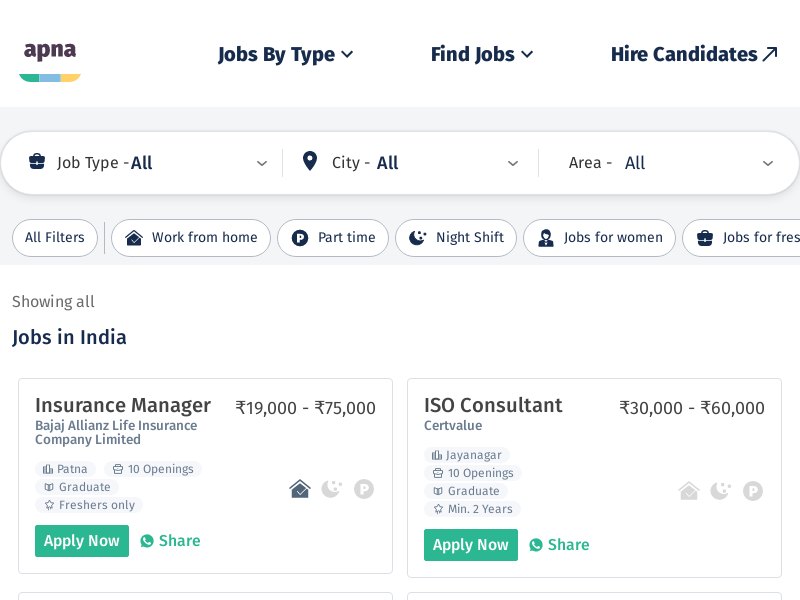 apna
Jobs By Type
Find Jobs
Hire Candidates
Job Type - All
City - All
Area - All
All Filters
Work from home
Part time
Night Shift
Jobs for women
Jobs for fres
Showing all
Jobs in India
Insurance Manager
₹19,000 - ₹75,000
Bajaj Allianz Life Insurance
Company Limited
Patna
10 Openings
Graduate
Freshers only
P
Apply Now
Share
ISO Consultant
₹30,000 - ₹60,000
Certvalue
Jayanagar
10 Openings
Graduate
Min. 2 Years
P
Apply Now
Share